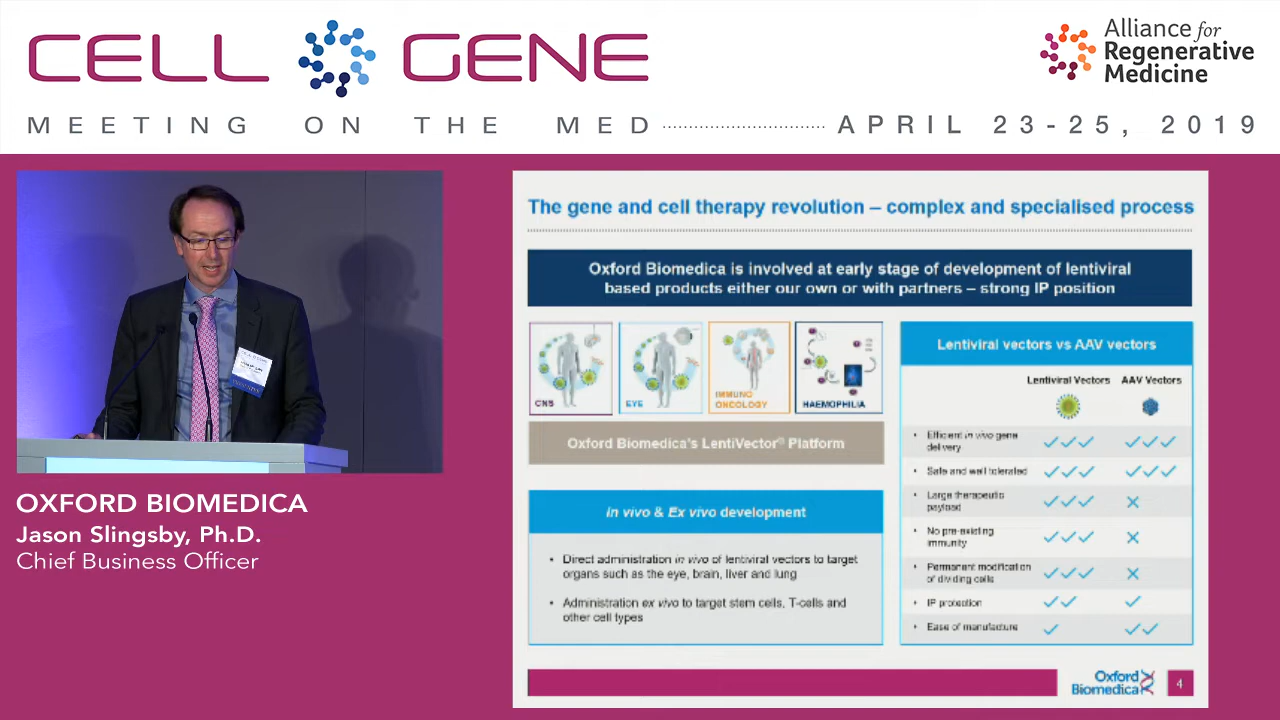 CELL GENE
MEETING ON THE MED
APRIL 23-25, 2019
Alliance for
Regenerative
Medicine
OXFORD BIOMEDICA
Jason Slingsby, Ph.D.
Chief Business Officer
The gene and cell therapy revolution – complex and specialised process
Oxford Biomedica is involved at early stage of development of lentiviral
based products either our own or with partners – strong IP position
CNS
EYE
IMMUNO
ONCOLOGY
HAEMOPHILIA
Oxford Biomedica's LentiVector® Platform
In vivo & Ex vivo development
• Direct administration in vivo of lentiviral vectors to target
organs such as the eye, brain, liver and lung
• Administration ex vivo to target stem cells, T-cells and
other cell types
Lentiviral vectors vs AAV vectors
Lentiviral Vectors AAV Vectors
• Efficient in vivo gene
delivery ✓✓✓ ✓✓✓
• Safe and well tolerated ✓✓✓ ✓✓✓
• Large therapeutic
payload ✓✓✓ ✗
• No pre-existing
immunity ✓✓✓ ✗
• Permanent modification
of dividing cells ✓✓✓ ✗
• IP protection ✓✓ ✓
• Ease of manufacture ✓ ✓✓
Oxford
Biomedica
4